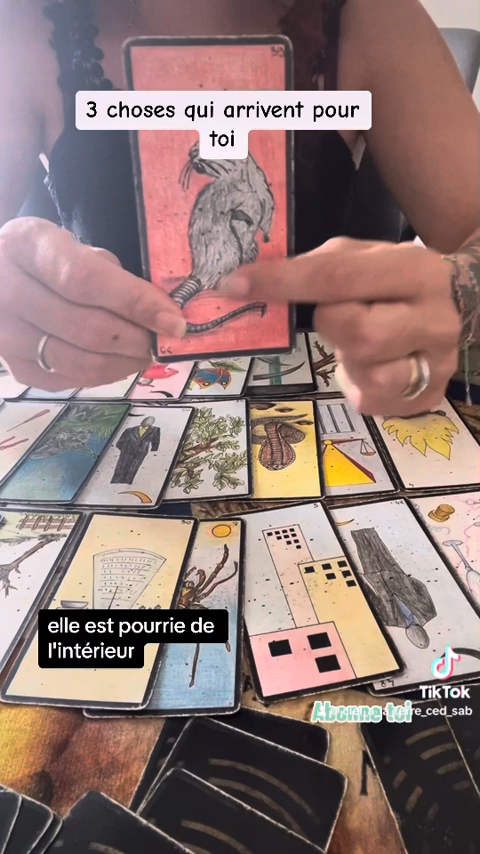 3 choses qui arrivent pour
toi
elle est pourrie de
l'intérieur
TikTok
Abonne toi